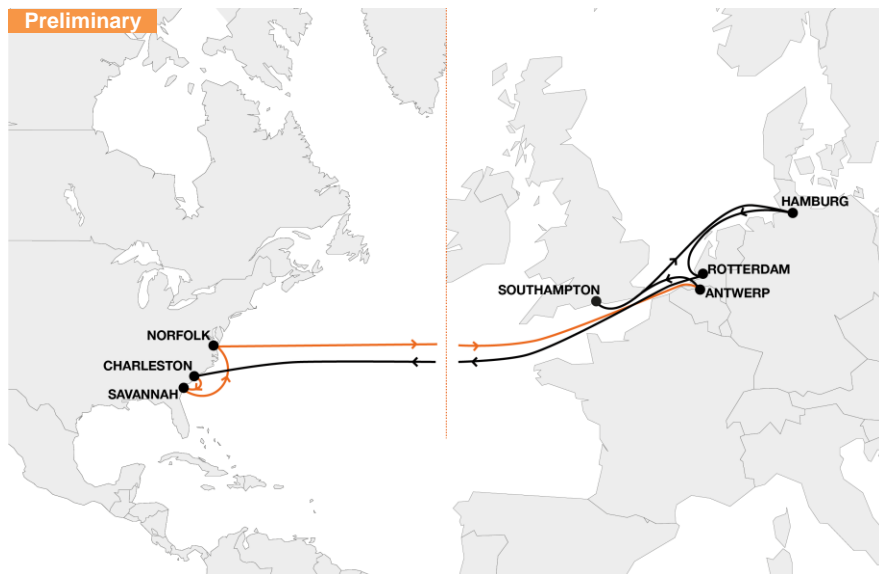 Preliminary
HAMBURG
ROTTERDAM
SOUTHAMPTON
ANTWERP
NORFOLK
CHARLESTON
SAVANNAH